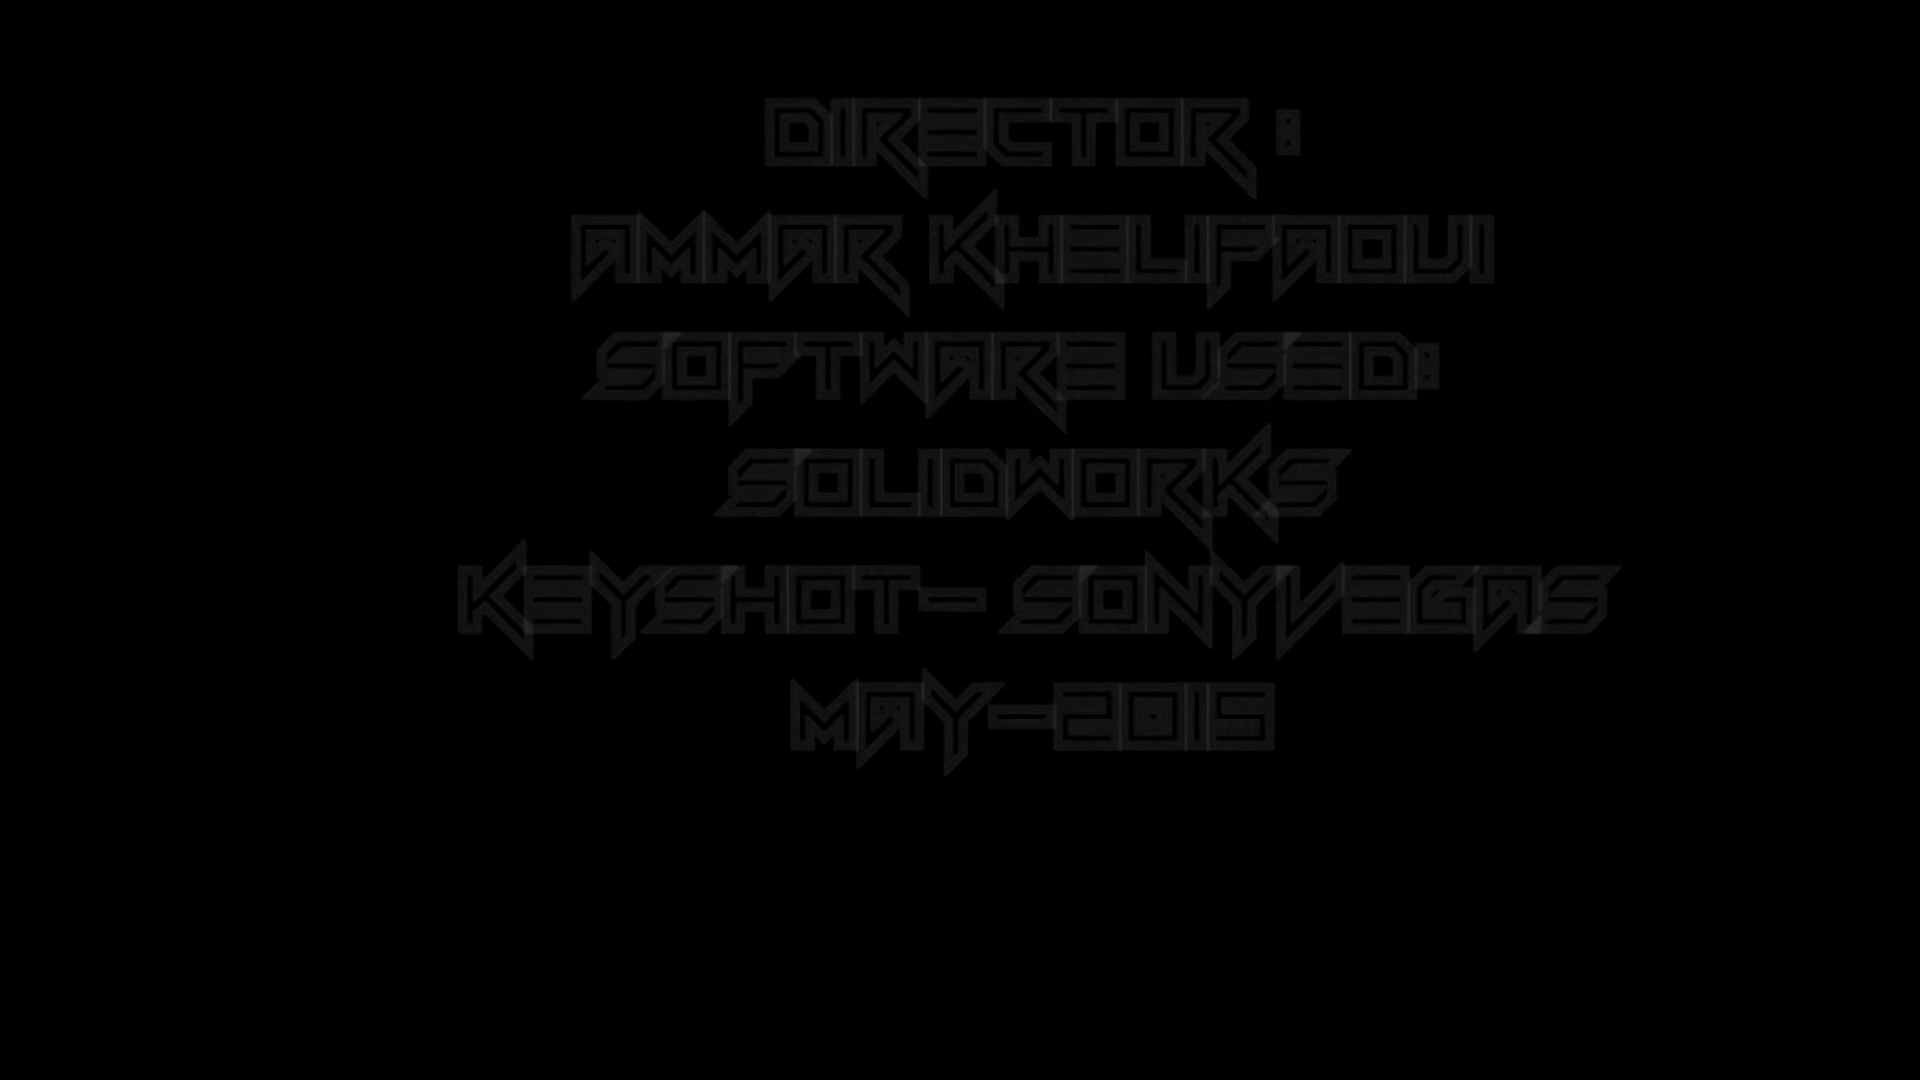 DIRECTOR :
AMMAR KHELIFAOUI
SOFTWARE USED:
SOLIDWORKS
KEYSHOT- SONYVEGAS
MAY-2015